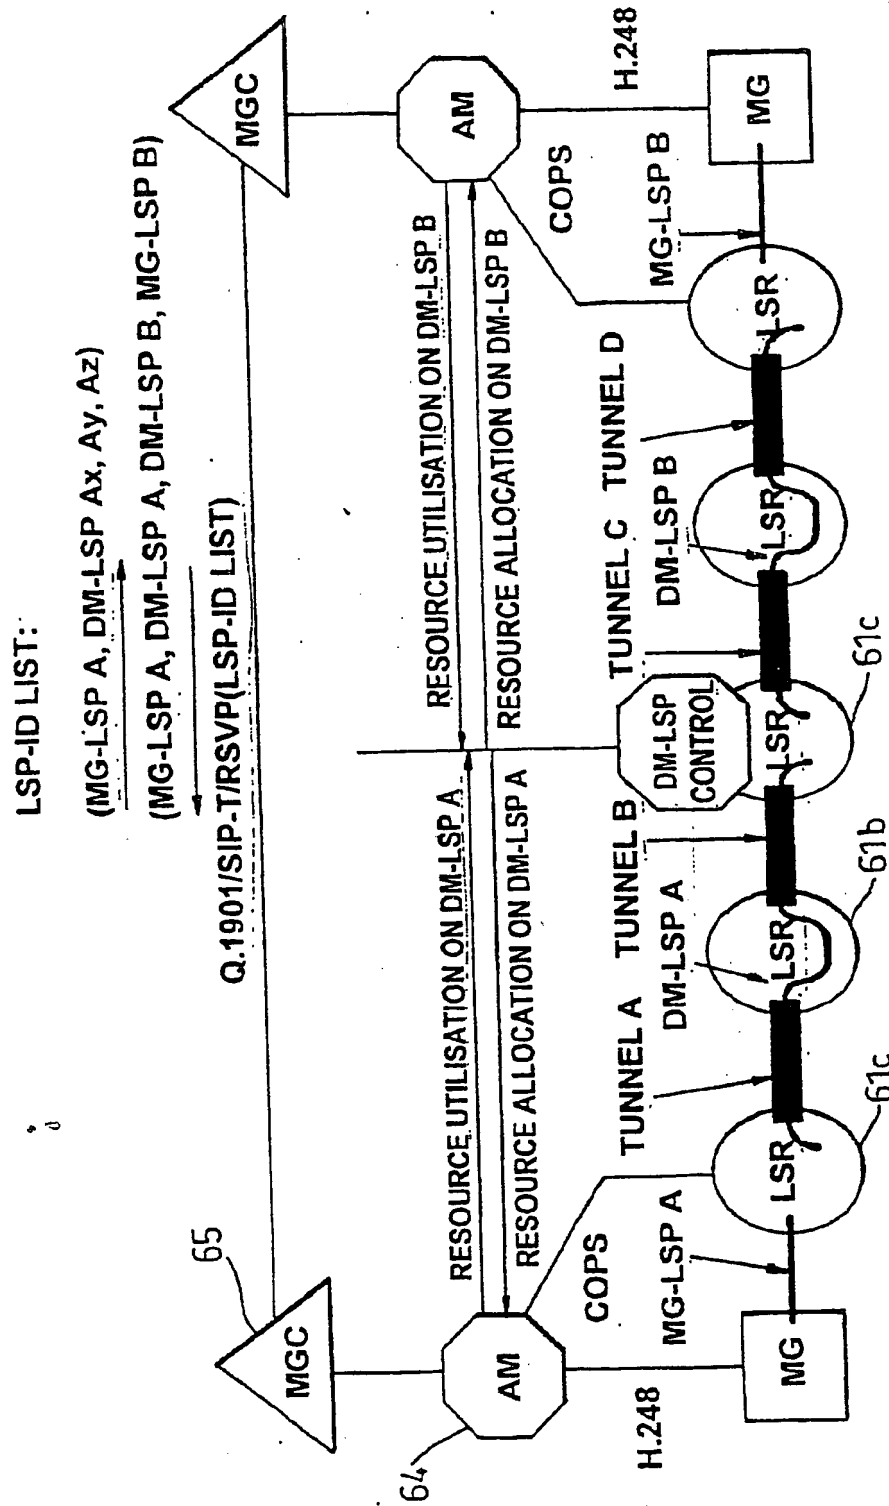 LSP-ID LIST:
(MG-LSP A, DM-LSP Ax, Ay, Az)
(MG-LSP A, DM-LSP A, DM-LSP B, MG-LSP B)
Q.1901/SIP-T/RSVP(LSP-ID LIST)
65
MGC
MGC
64
AM
AM
RESOURCE UTILISATION ON DM-LSP A
RESOURCE ALLOCATION ON DM-LSP A
RESOURCE UTILISATION ON DM-LSP B
RESOURCE ALLOCATION ON DM-LSP B
COPS
COPS
H.248
H.248
MG-LSP A
TUNNEL A
TUNNEL B
DM-LSP A
DM-LSP
CONTROL
TUNNEL C
TUNNEL D
DM-LSP B
MG-LSP B
MG
LSR
LSR
LSR
LSR
LSR
MG
61c
61b
61c